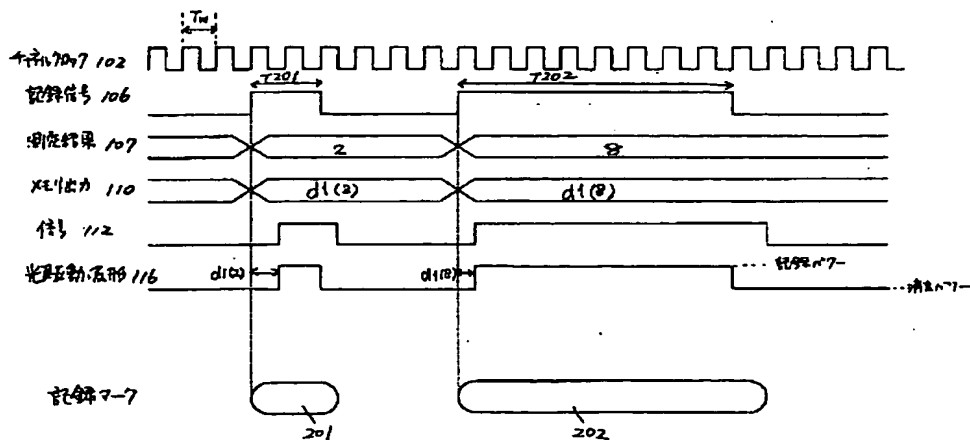 Tw
チャネルクロック 102
T201
T202
記録信号 106
測定結果 107
2
8
メモリ出力 110
d1(2)
d1(8)
信号 112
光駆動波形 116
d1(2)
d1(8)
記録パワー
消去パワー
記録マーク
201
202